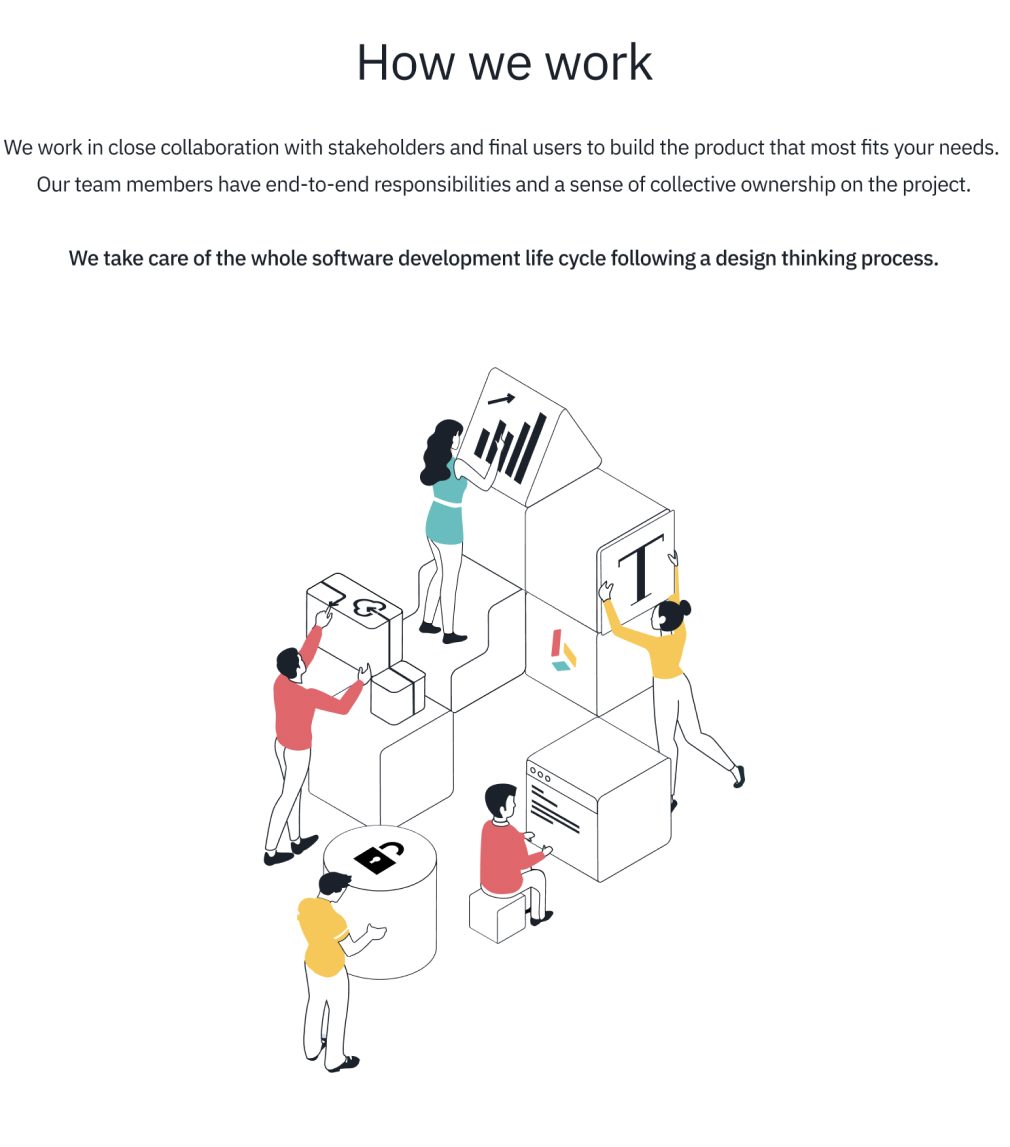 How we work
We work in close collaboration with stakeholders and final users to build the product that most fits your needs.
Our team members have end-to-end responsibilities and a sense of collective ownership on the project.
We take care of the whole software development life cycle following a design thinking process.
T